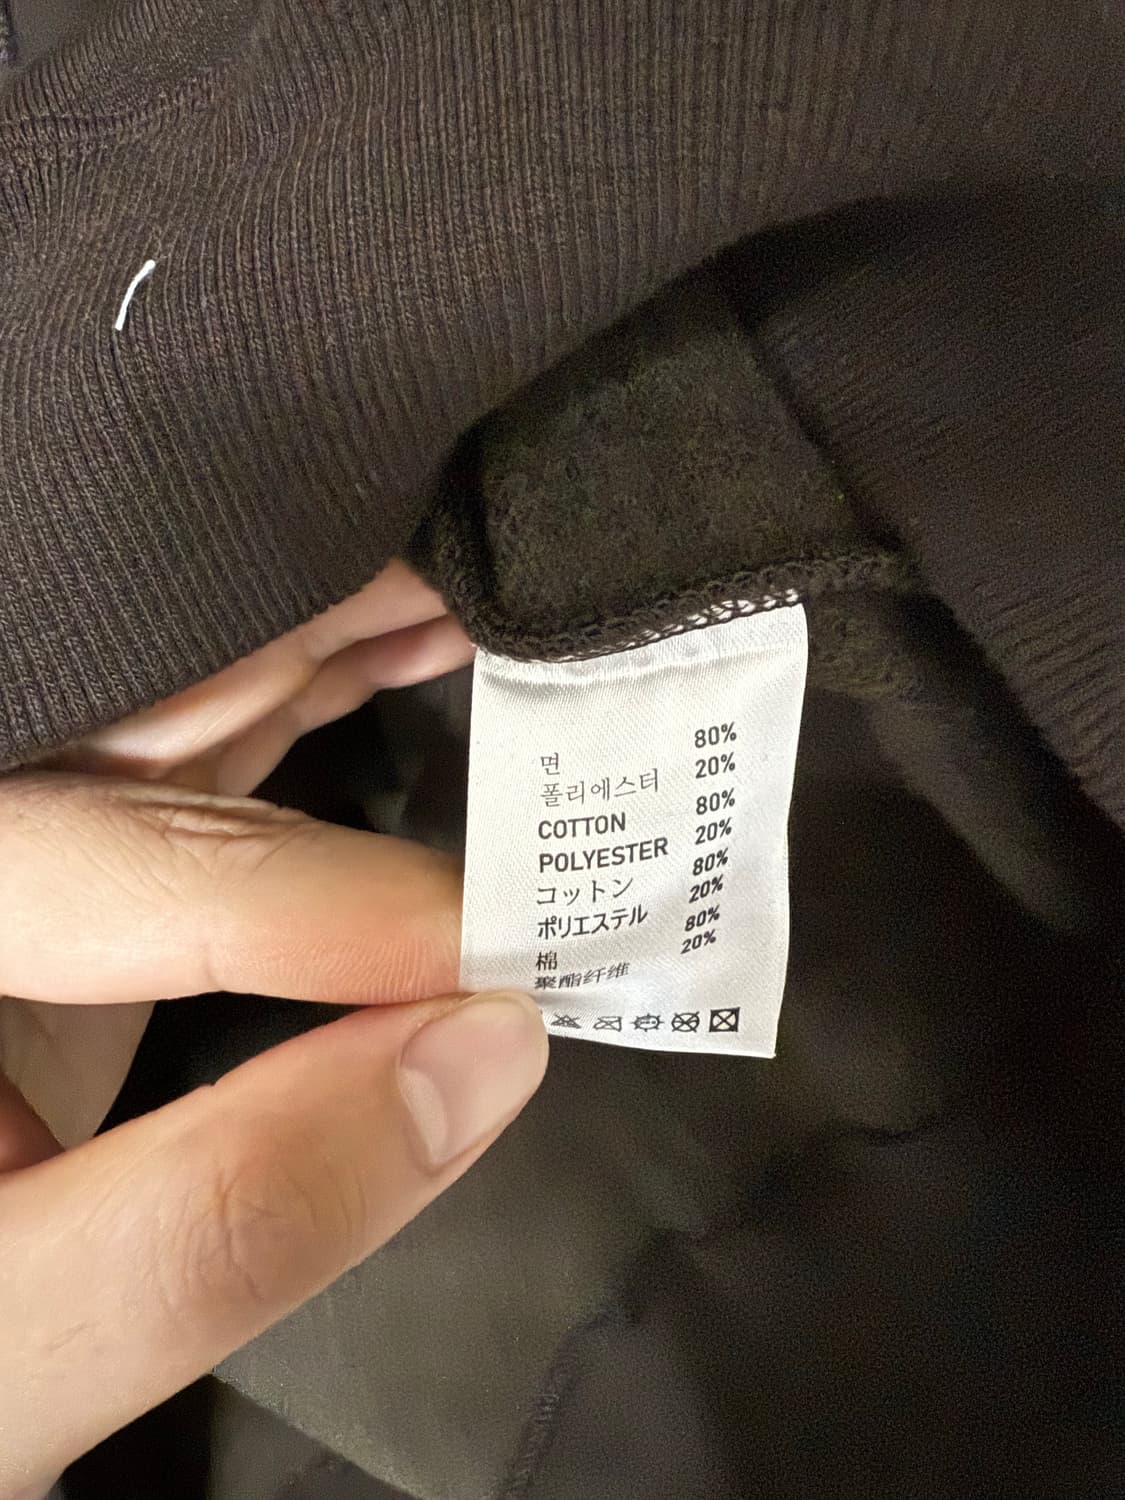 면 80%
폴리에스터 20%
COTTON 80%
POLYESTER 20%
コットン 80%
ポリエステル 20%
棉 80%
聚酯纤维 20%